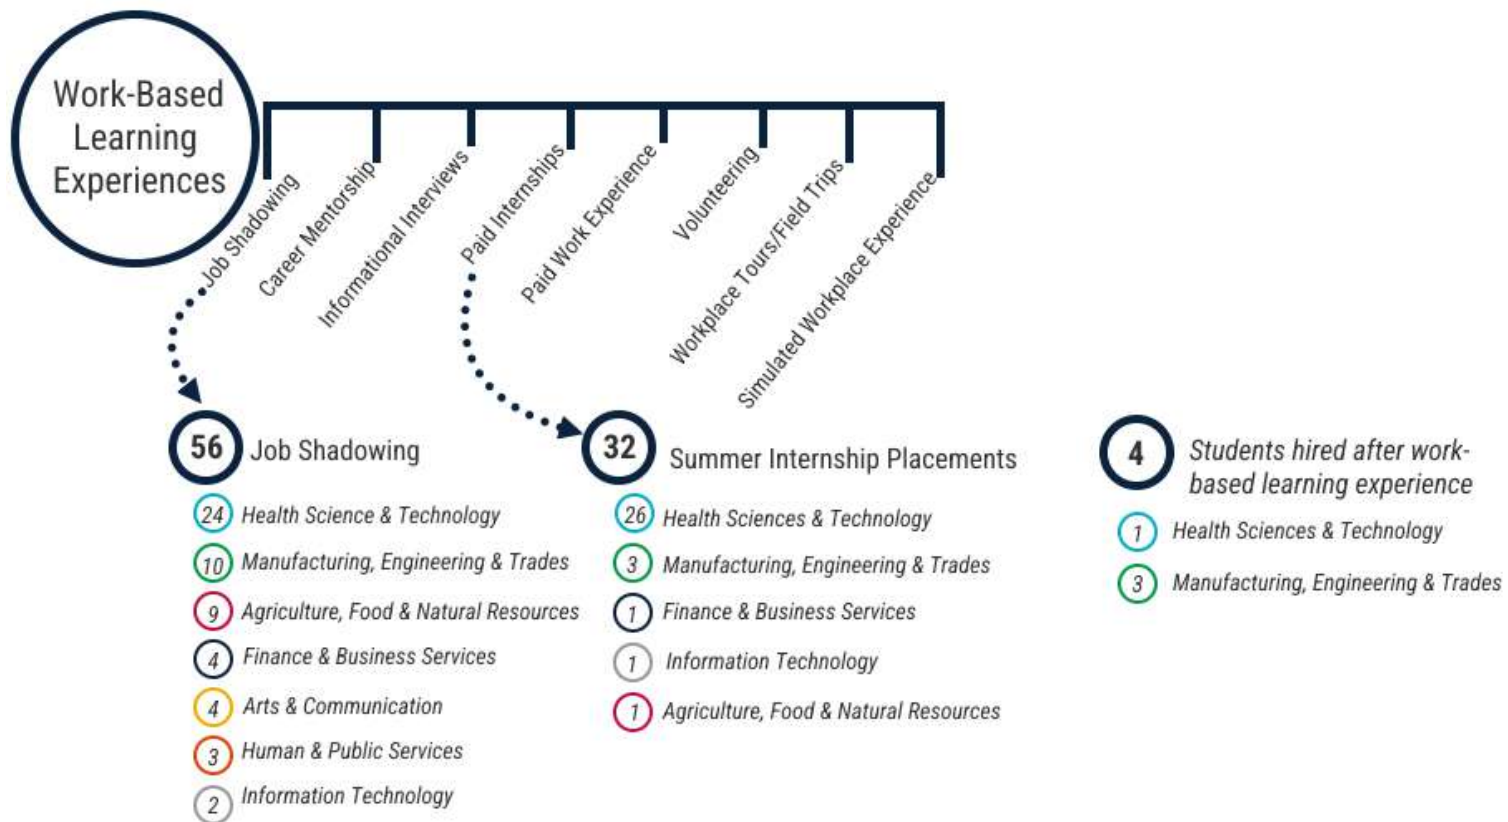 Work-Based
Learning
Experiences
Job Shadowing
Career Mentorship
Informational Interviews
Paid Internships
Paid Work Experience
Volunteering
Workplace Tours/Field Trips
Simulated Workplace Experience
56 Job Shadowing
24 Health Science & Technology
10 Manufacturing, Engineering & Trades
9 Agriculture, Food & Natural Resources
4 Finance & Business Services
4 Arts & Communication
3 Human & Public Services
2 Information Technology
32 Summer Internship Placements
26 Health Sciences & Technology
3 Manufacturing, Engineering & Trades
1 Finance & Business Services
1 Information Technology
1 Agriculture, Food & Natural Resources
4 Students hired after work-
based learning experience
1 Health Sciences & Technology
3 Manufacturing, Engineering & Trades